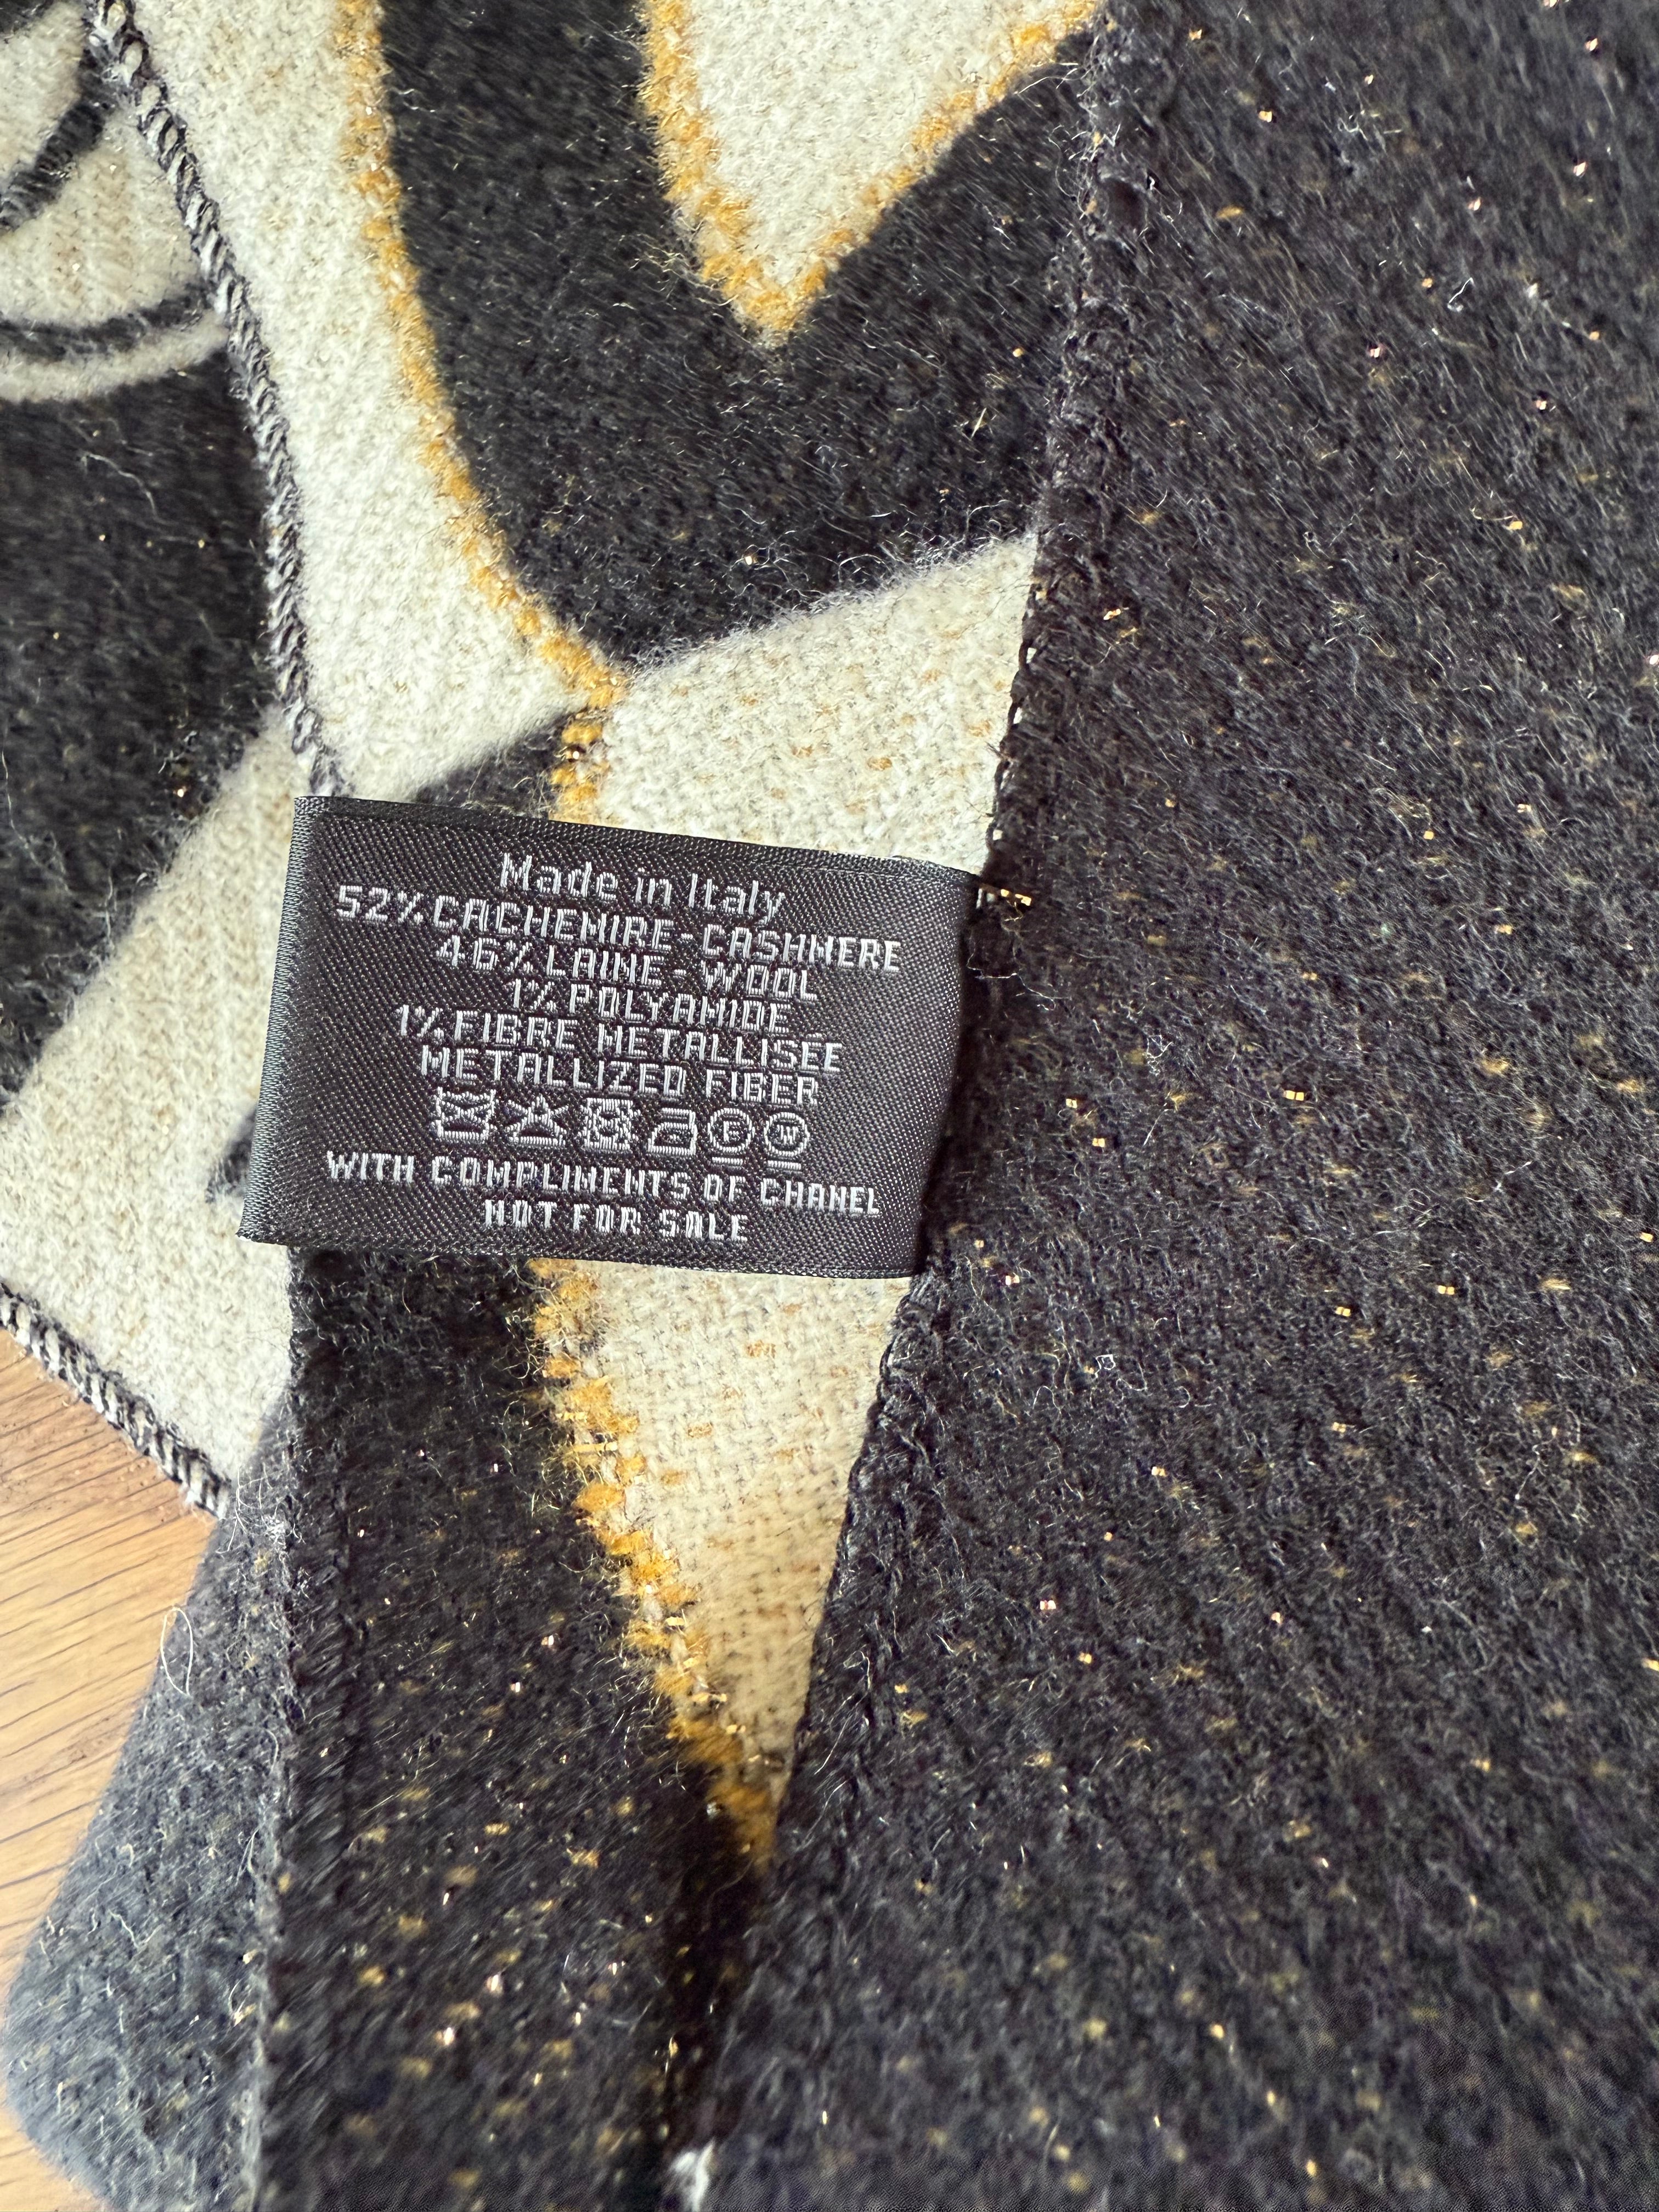 Made in Italy
52% CACHEMIRE - CASHMERE
46% LAINE - WOOL
1% POLYAMIDE
1% FIBRE METALLISÉE
METALLIZED FIBER
F W
WITH COMPLIMENTS OF CHANEL
NOT FOR SALE